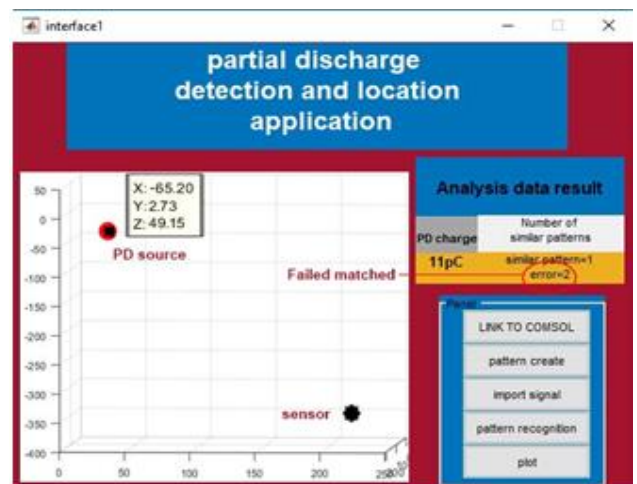 interface1
partial discharge
detection and location
application
X: -65.20
Y: 2.73
Z: 49.15
PD source
Failed matched
sensor
50
0
-50
-100
-150
-200
-250
-300
-350
-400
0
50
100
150
200
Analysis data result
PD charge
Number of
similar patterns
11pC
similar pattern=1
error=2
Panel
LINK TO COMSOL
pattern create
import signal
pattern recognition
plot